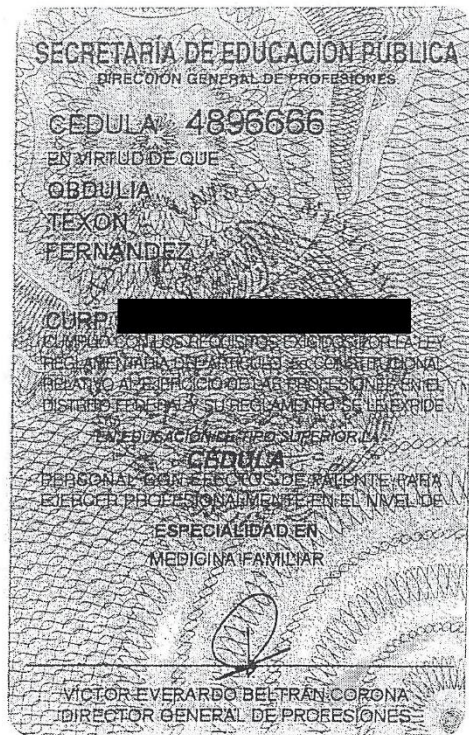 SECRETARÍA DE EDUCACIÓN PÚBLICA
DIRECCIÓN GENERAL DE PROFESIONES
CÉDULA 4896666
EN VIRTUD DE QUE
OBDULIA
TEXON
FERNANDEZ
CURP:
CUMPLIÓ CON LOS REQUISITOS EXIGIDOS POR LA LEY
REGLAMENTARIA DEL ARTÍCULO 5o. CONSTITUCIONAL
RELATIVO AL EJERCICIO DE LAS PROFESIONES EN EL
DISTRITO FEDERAL Y SU REGLAMENTO SE LE EXPIDE
EN EDUCACIÓN DE TIPO SUPERIOR LA
CÉDULA
PERSONAL CON EFECTOS DE PATENTE PARA
EJERCER PROFESIONALMENTE EN EL NIVEL DE
ESPECIALIDAD EN
MEDICINA FAMILIAR
VÍCTOR EVERARDO BELTRÁN CORONA
DIRECTOR GENERAL DE PROFESIONES